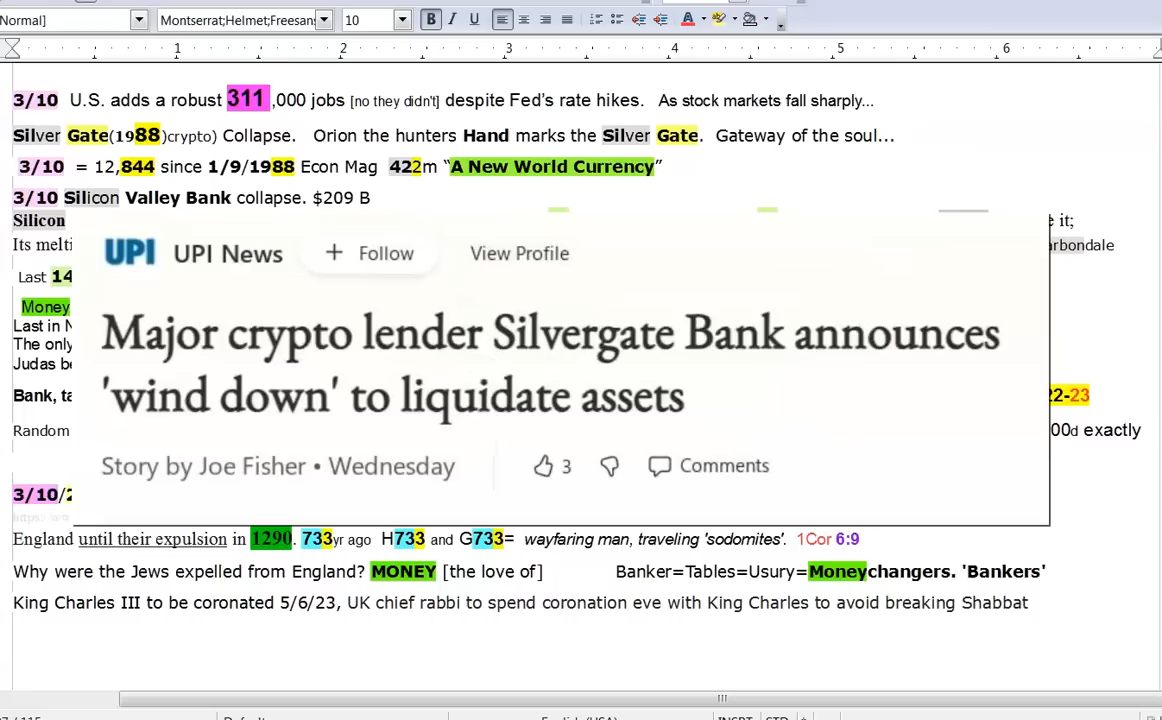 Normal]
Montserrat;Helmet;Freesans
10
B I U
1 2 3 4 5 6
3/10 U.S. adds a robust 311 ,000 jobs [no they didn't] despite Fed's rate hikes. As stock markets fall sharply...
Silver Gate(1988)crypto) Collapse. Orion the hunters Hand marks the Silver Gate. Gateway of the soul...
3/10 = 12,844 since 1/9/1988 Econ Mag 422m "A New World Currency"
3/10 Silicon Valley Bank collapse. $209 B
Silicon
e it;
Its melti
arbondale
UPI UPI News + Follow View Profile
Last 14
Money
Major crypto lender Silvergate Bank announces
Last in N
The only
Judas be
'wind down' to liquidate assets
Bank, ta
22-23
Random
00d exactly
Story by Joe Fisher • Wednesday 3 Comments
3/10/2
England until their expulsion in 1290. 733yr ago H733 and G733= wayfaring man, traveling 'sodomites'. 1Cor 6:9
Why were the Jews expelled from England? MONEY [the love of] Banker=Tables=Usury=Moneychangers. 'Bankers'
King Charles III to be coronated 5/6/23, UK chief rabbi to spend coronation eve with King Charles to avoid breaking Shabbat